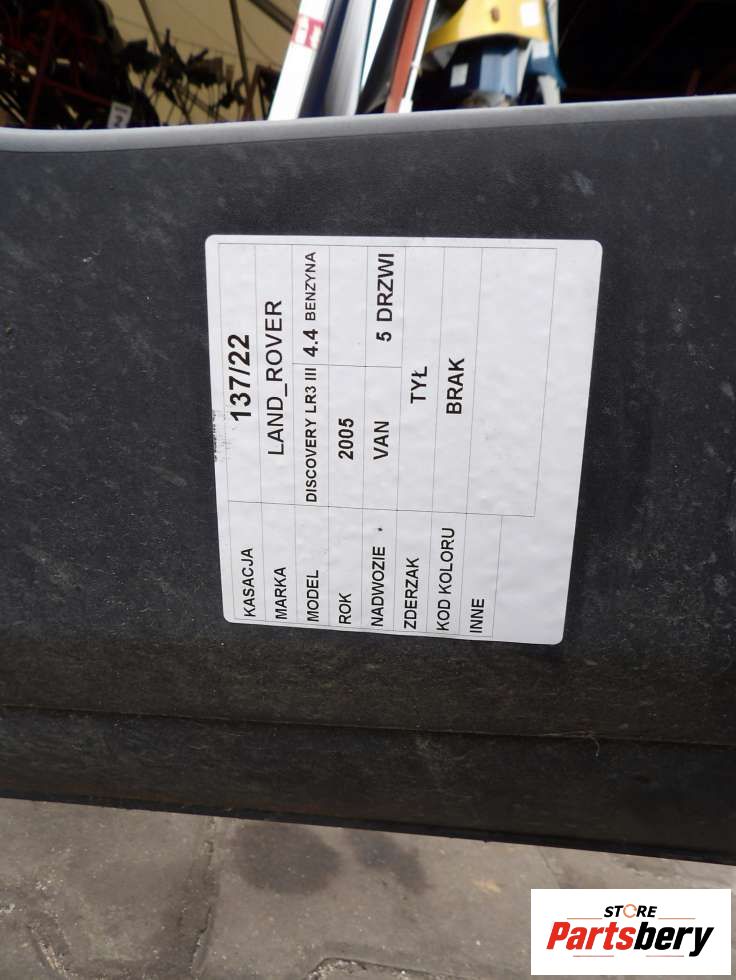 KASACJA 137/22
MARKA LAND_ROVER
MODEL DISCOVERY LR3 III 4.4 BENZYNA
ROK 2005
NADWOZIE VAN 5 DRZWI
ZDERZAK TYŁ
KOD KOLORU BRAK
INNE
STORE
Partsbery